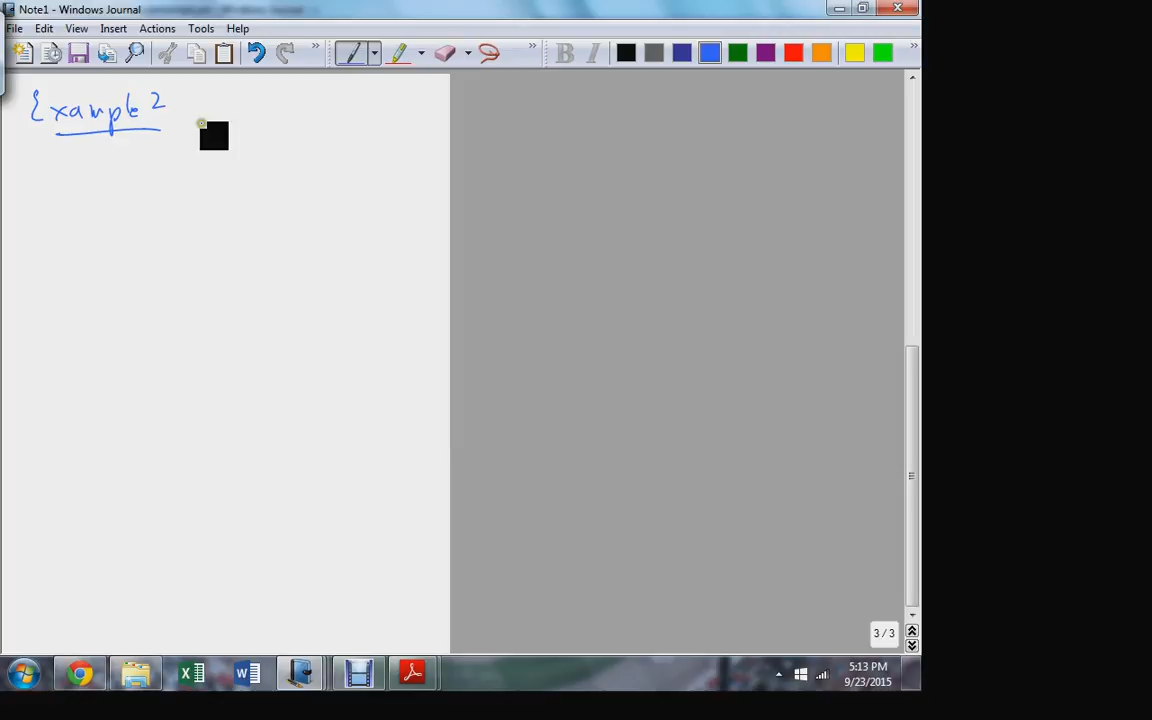 Note1 - Windows Journal
File Edit View Insert Actions Tools Help
B I
Example 2
3 / 3
5:13 PM
9/23/2015